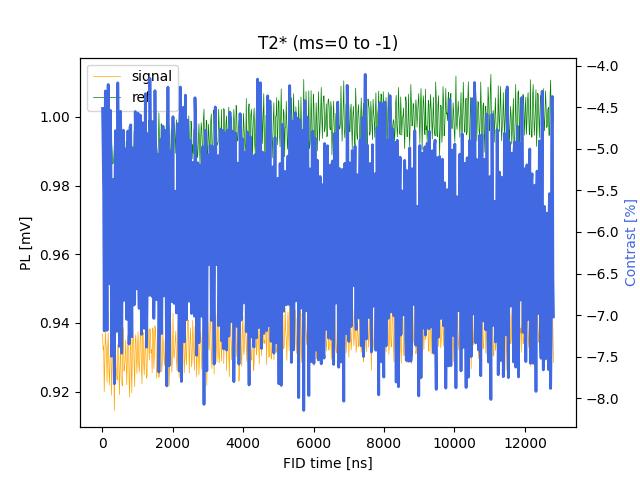 T2* (ms=0 to -1)
signal
ref
PL [mV]
1.00
0.98
0.96
0.94
0.92
−4.0
−4.5
−5.0
−5.5
−6.0
−6.5
−7.0
−7.5
−8.0
Contrast [%]
0 2000 4000 6000 8000 10000 12000
FID time [ns]